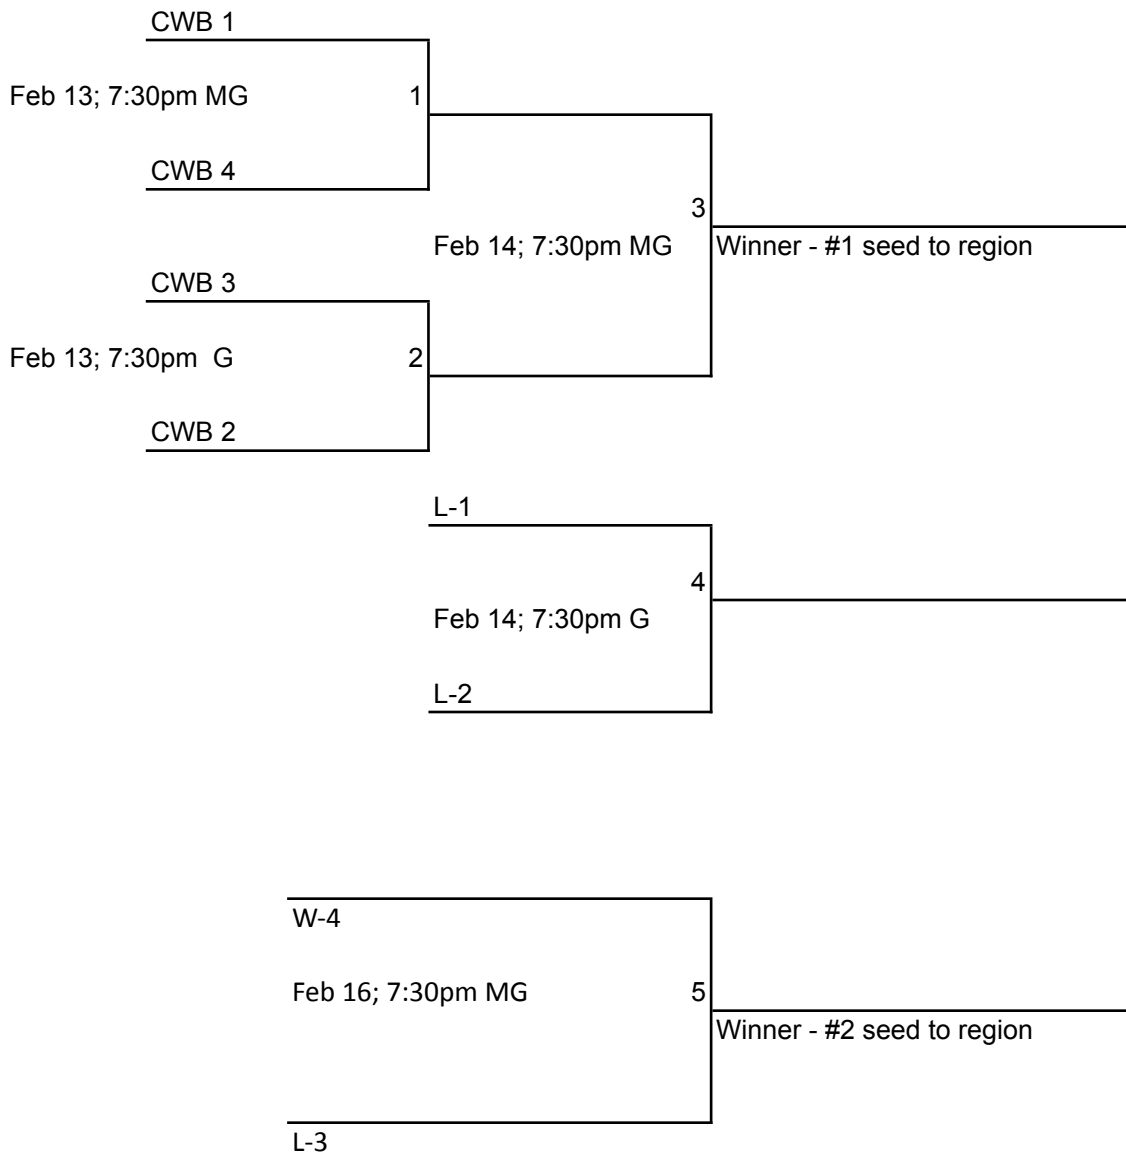 CWB 1
Feb 13; 7:30pm MG 1
CWB 4
3
Feb 14; 7:30pm MG Winner - #1 seed to region
CWB 3
Feb 13; 7:30pm  G 2
CWB 2
L-1
4
Feb 14; 7:30pm G
L-2
W-4
Feb 16; 7:30pm MG 5
Winner - #2 seed to region
L-3